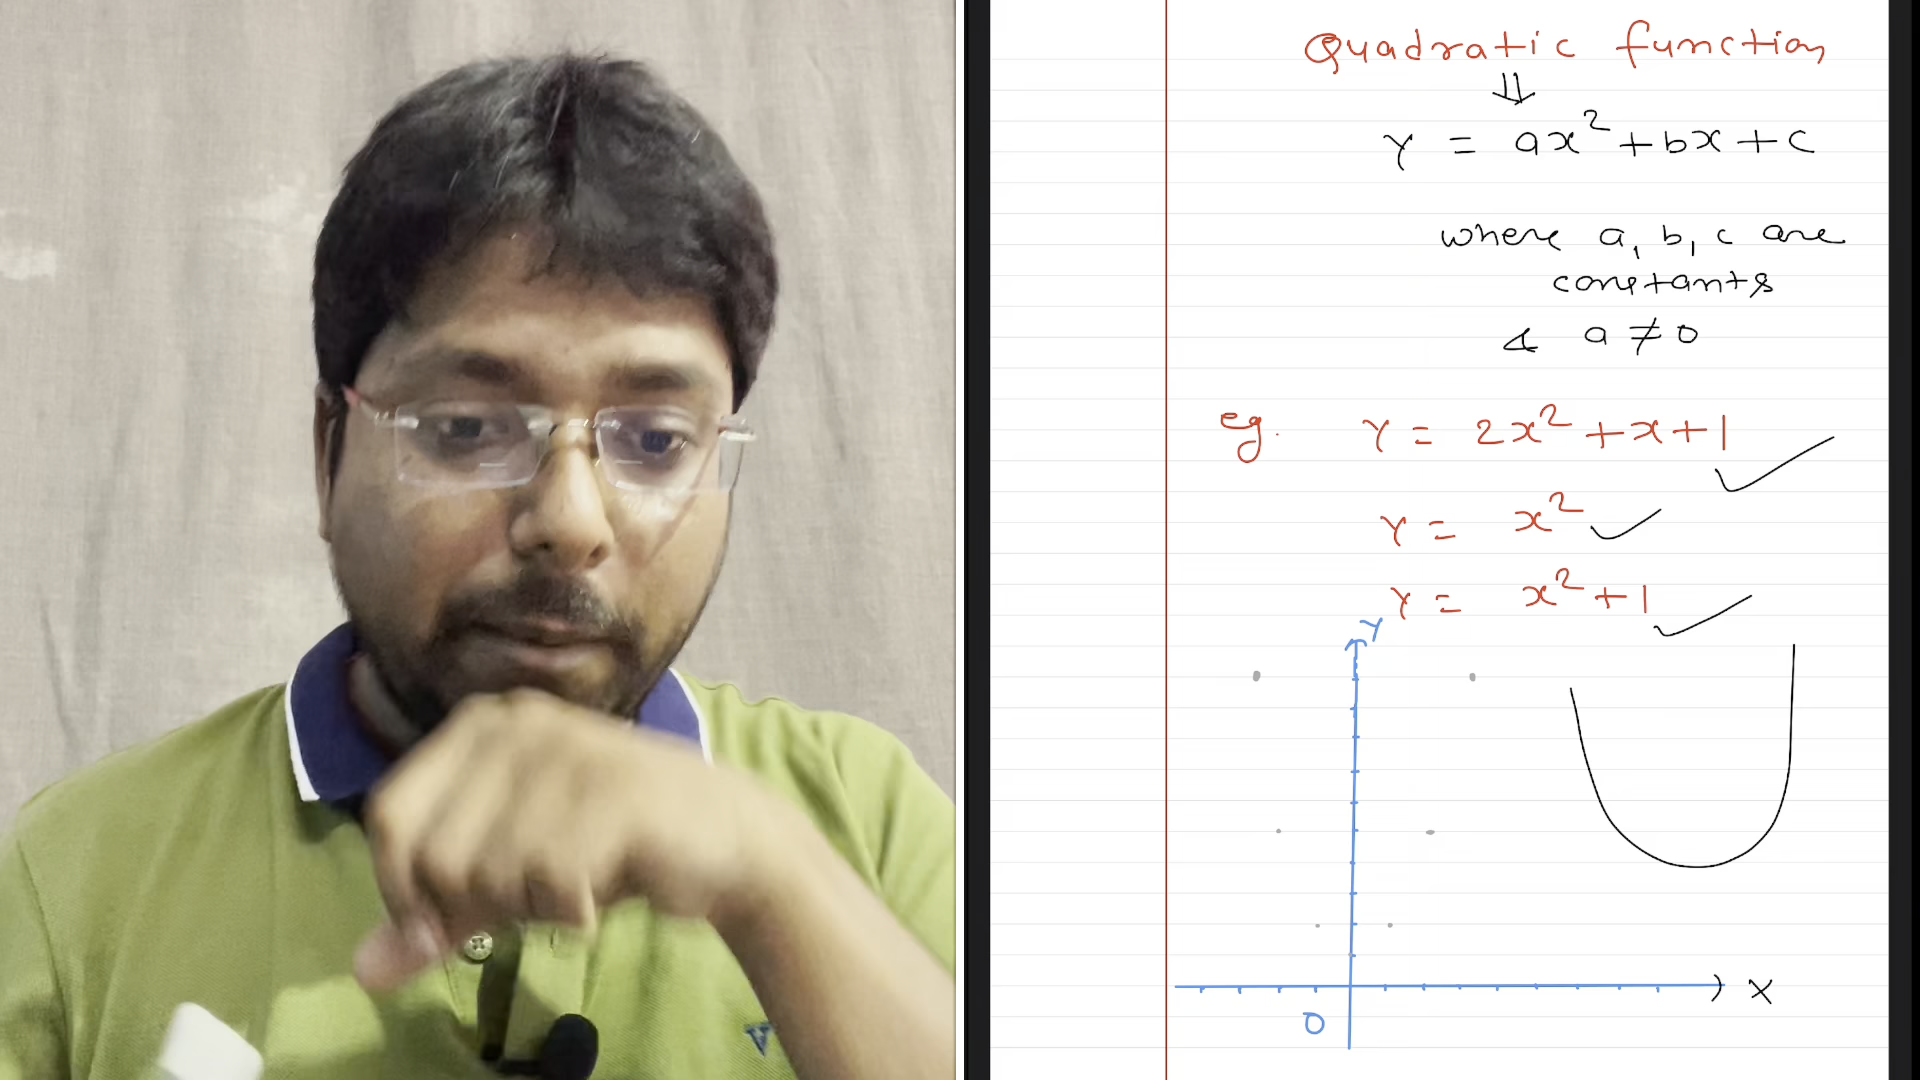 Quadratic function
⇓
Y = ax² + bx + c
where a, b, c are
constants
& a ≠ 0
eg. Y = 2x² + x + 1 ✓
Y = x² ✓
Y = x² + 1 ✓
Y
X
O
V